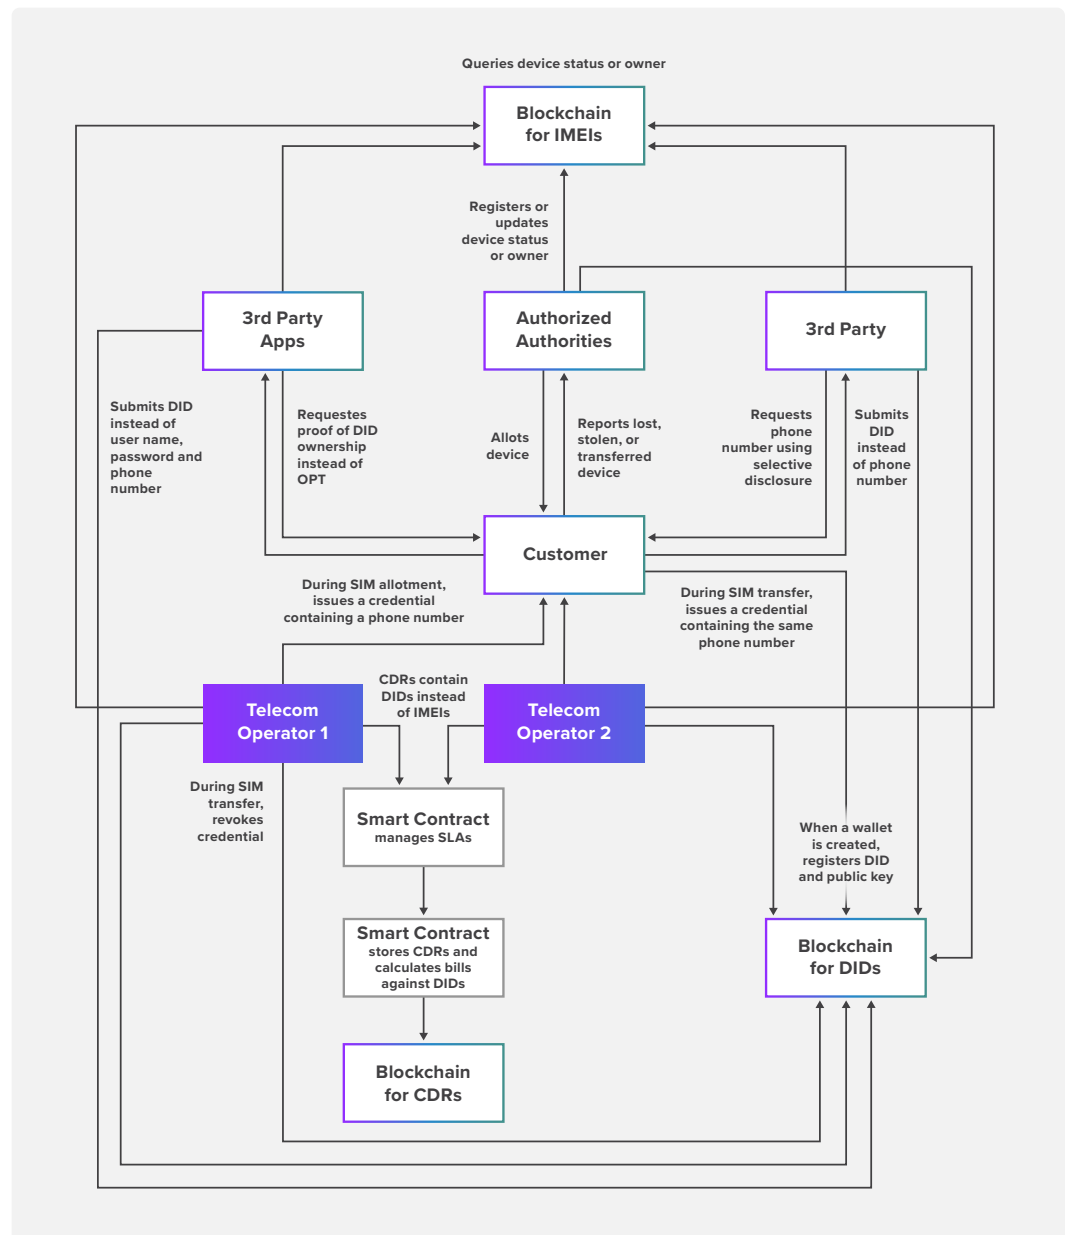 Queries device status or owner
Blockchain
for IMEIs
Registers or
updates
device status
or owner
3rd Party
Apps
Authorized
Authorities
3rd Party
Submits DID
instead of
user name,
password and
phone
number
Requestes
proof of DID
ownership
instead of
OPT
Allots
device
Reports lost,
stolen, or
transferred
device
Requests
phone
number using
selective
disclosure
Submits
DID
instead
of phone
number
Customer
During SIM allotment,
issues a credential
containing a phone number
During SIM transfer,
issues a credential
containing the same
phone number
CDRs contain
DIDs instead
of IMEIs
Telecom
Operator 1
Telecom
Operator 2
During SIM
transfer,
revokes
credential
Smart Contract
manages SLAs
When a wallet
is created,
registers DID
and public key
Smart Contract
stores CDRs and
calculates bills
against DIDs
Blockchain
for DIDs
Blockchain
for CDRs